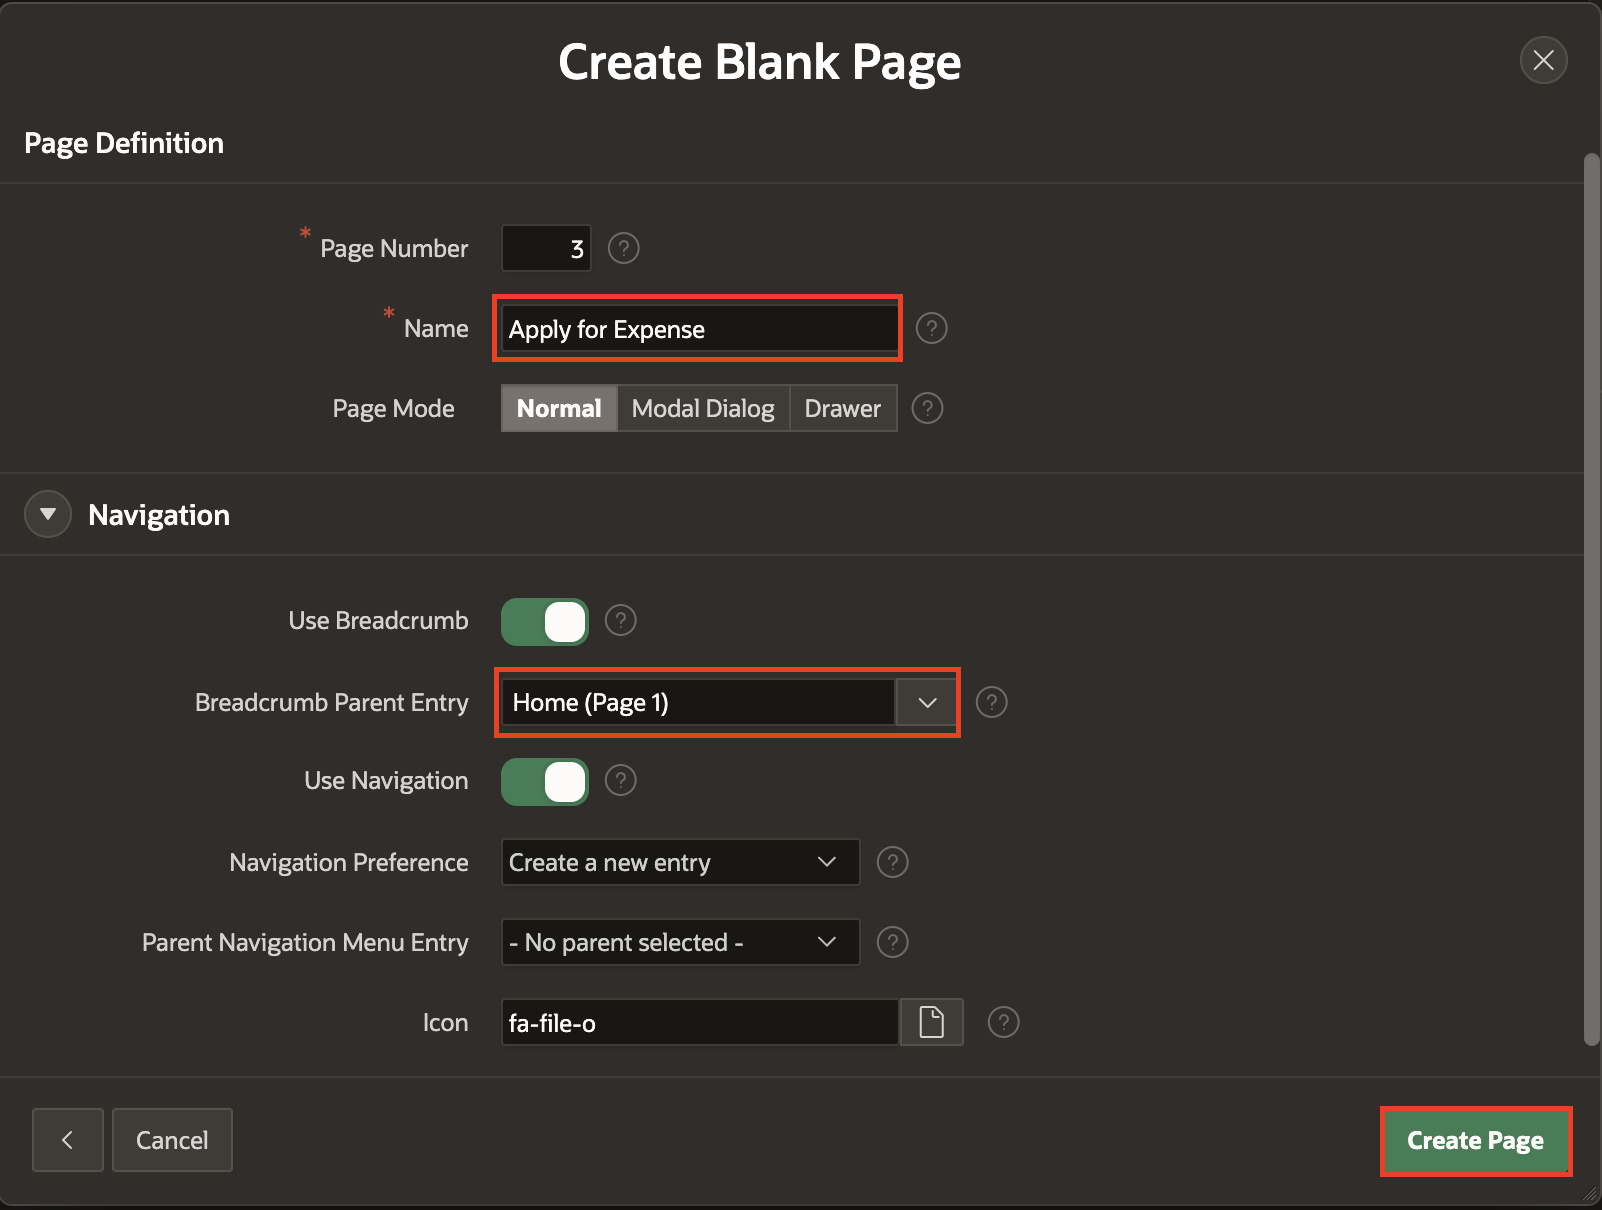 Create Blank Page
Page Definition
* Page Number 3 ?
* Name Apply for Expense ?
Page Mode Normal Modal Dialog Drawer ?
Navigation
Use Breadcrumb ?
Breadcrumb Parent Entry Home (Page 1) ?
Use Navigation ?
Navigation Preference Create a new entry ?
Parent Navigation Menu Entry - No parent selected - ?
Icon fa-file-o ?
Cancel Create Page